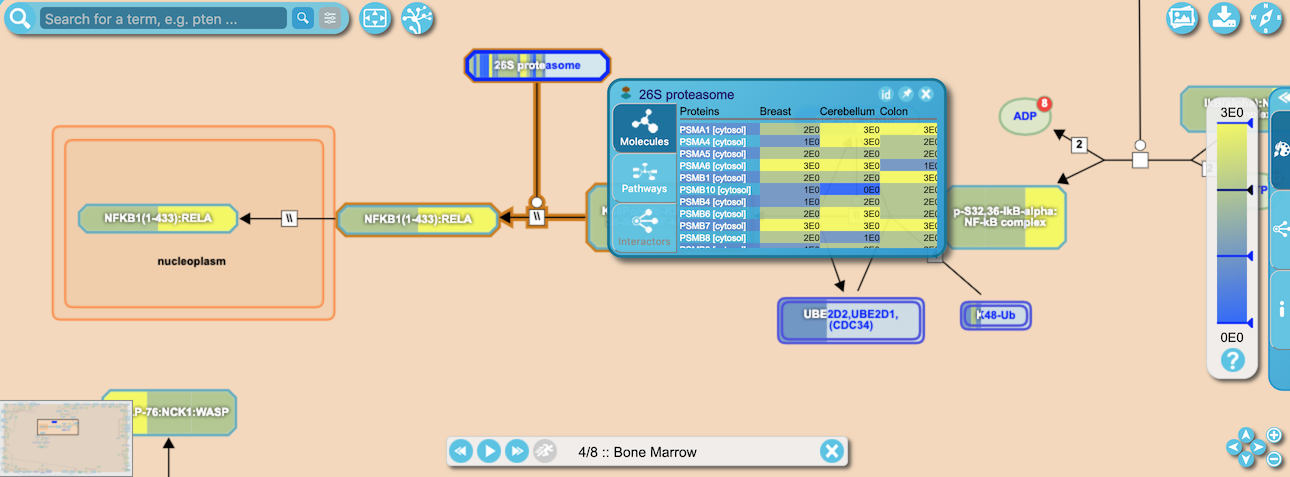 Search for a term, e.g. pten ...
26S proteasome
26S proteasome
id
Proteins Breast Cerebellum Colon
Molecules
Pathways
Interactors
PSMA1 [cytosol] 2E0 3E0 3E0
PSMA4 [cytosol] 1E0 3E0 2E0
PSMA5 [cytosol] 2E0 2E0 2E0
PSMA6 [cytosol] 3E0 3E0 1E0
PSMB1 [cytosol] 2E0 2E0 3E0
PSMB10 [cytosol] 1E0 0E0 2E0
PSMB4 [cytosol] 1E0 2E0 2E0
PSMB6 [cytosol] 2E0 3E0 2E0
PSMB7 [cytosol] 3E0 3E0 3E0
PSMB8 [cytosol] 2E0 1E0 2E0
ADP
8
2
2
3E0
0E0
?
i
N
W E
S
NFKB1(1-433):RELA
\\
NFKB1(1-433):RELA
\\
K
nucleoplasm
p-S32,36-IkB-alpha:
NF-kB complex
UBE2D2,UBE2D1,
(CDC34)
K48-Ub
P-76:NCK1:WASP
4/8 :: Bone Marrow